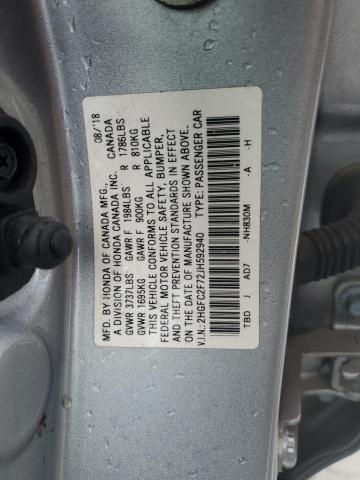 MFD. BY HONDA OF CANADA MFG., 08/18
A DIVISION OF HONDA CANADA INC. CANADA
GVWR 3737LBS GAWR F 1984LBS R 1786LBS
GVWR 1695KG GAWR F 900KG R 810KG
THIS VEHICLE CONFORMS TO ALL APPLICABLE
FEDERAL MOTOR VEHICLE SAFETY, BUMPER,
AND THEFT PREVENTION STANDARDS IN EFFECT
ON THE DATE OF MANUFACTURE SHOWN ABOVE.
V.I.N.: 2HGFC2F72JH592940 TYPE: PASSENGER CAR
TBD J AD7 -NH830M -A -H